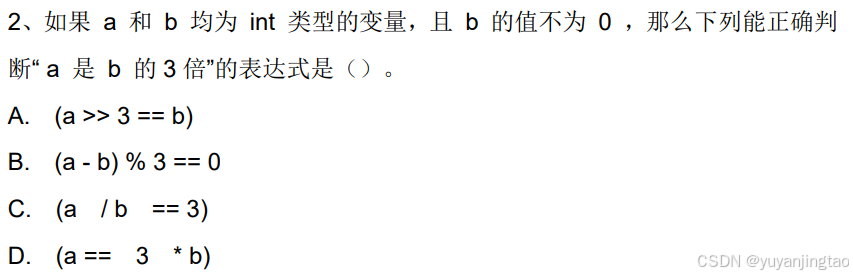 2、如果 a 和 b 均为 int 类型的变量，且 b 的值不为 0 ，那么下列能正确判
断“ a 是 b 的 3 倍”的表达式是（）。
A. (a >> 3 == b)
B. (a - b) % 3 == 0
C. (a / b == 3)
D. (a == 3 * b)
CSDN @yuyanjingtao